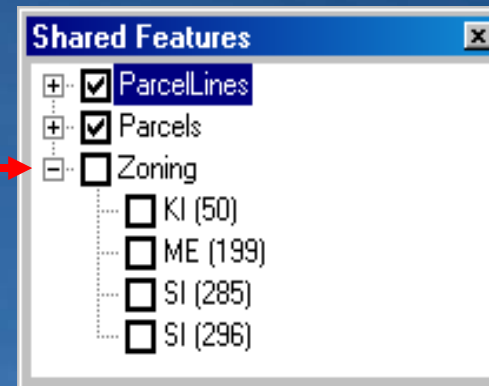 Shared Features
ParcelLines
Parcels
Zoning
KI (50)
ME (199)
SI (285)
SI (296)